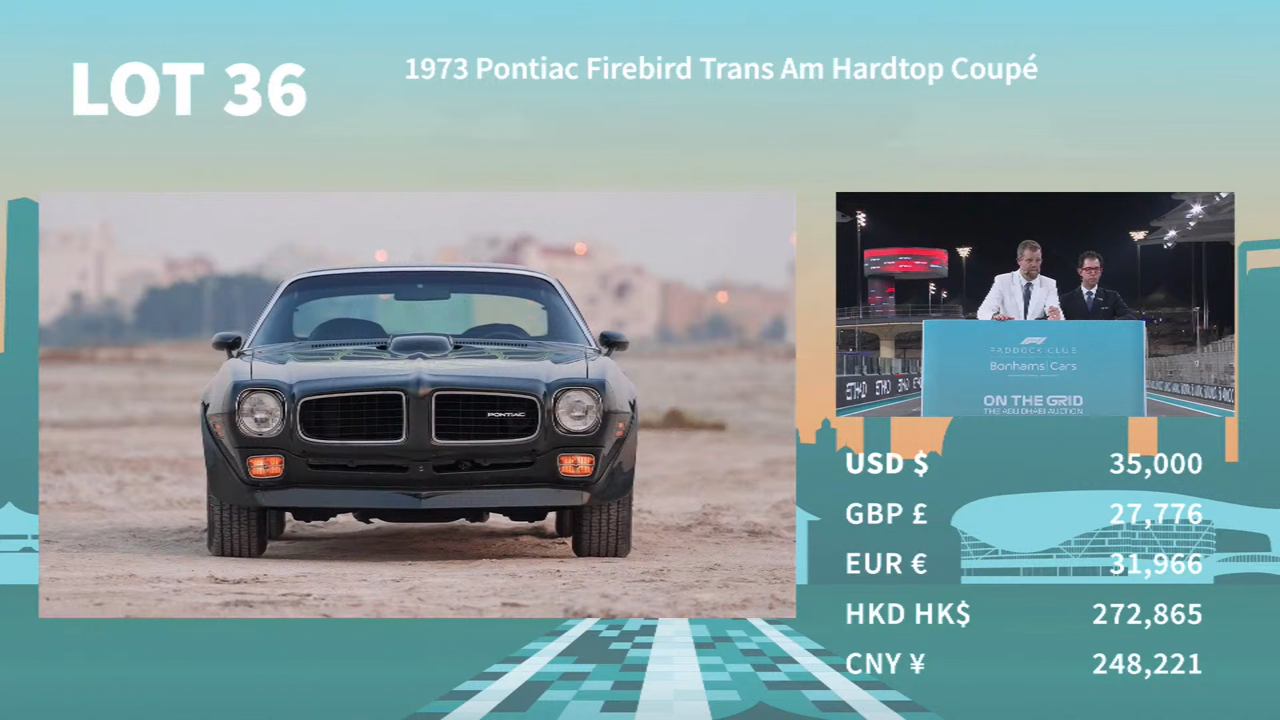 LOT 36
1973 Pontiac Firebird Trans Am Hardtop Coupé
PONTIAC
PADDOCK CLUB
Bonhams|Cars
ETIHAD
ON THE GRID
THE ABU DHABI AUCTION
USD $ 35,000
GBP £ 27,776
EUR € 31,966
HKD HK$ 272,865
CNY ¥ 248,221